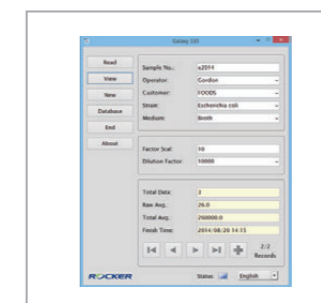 Galaxy 330
Read
View
New
Database
End
About
Sample No.: s2014
Operator: Gordon
Customer: FOODS
Strain: Escherichia coli
Medium: Broth
Factor Scal: 10
Dilution Factor: 10000
Total Data: 3
Raw Avg.: 26.0
Total Avg.: 260000.0
Finish Time: 2014/08/20 14:15
2/2
Records
ROCKER
Status: English